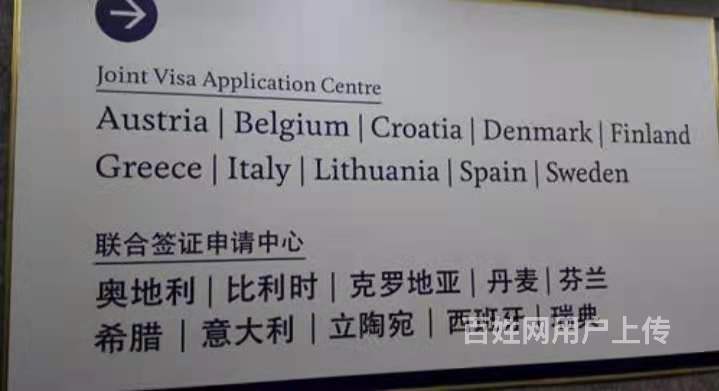 Joint Visa Application Centre
Austria | Belgium | Croatia | Denmark | Finland
Greece | Italy | Lithuania | Spain | Sweden
联合签证申请中心
奥地利 | 比利时 | 克罗地亚 | 丹麦 | 芬兰
希腊 | 意大利 | 立陶宛 | 西班牙 | 瑞典
百姓网用户上传